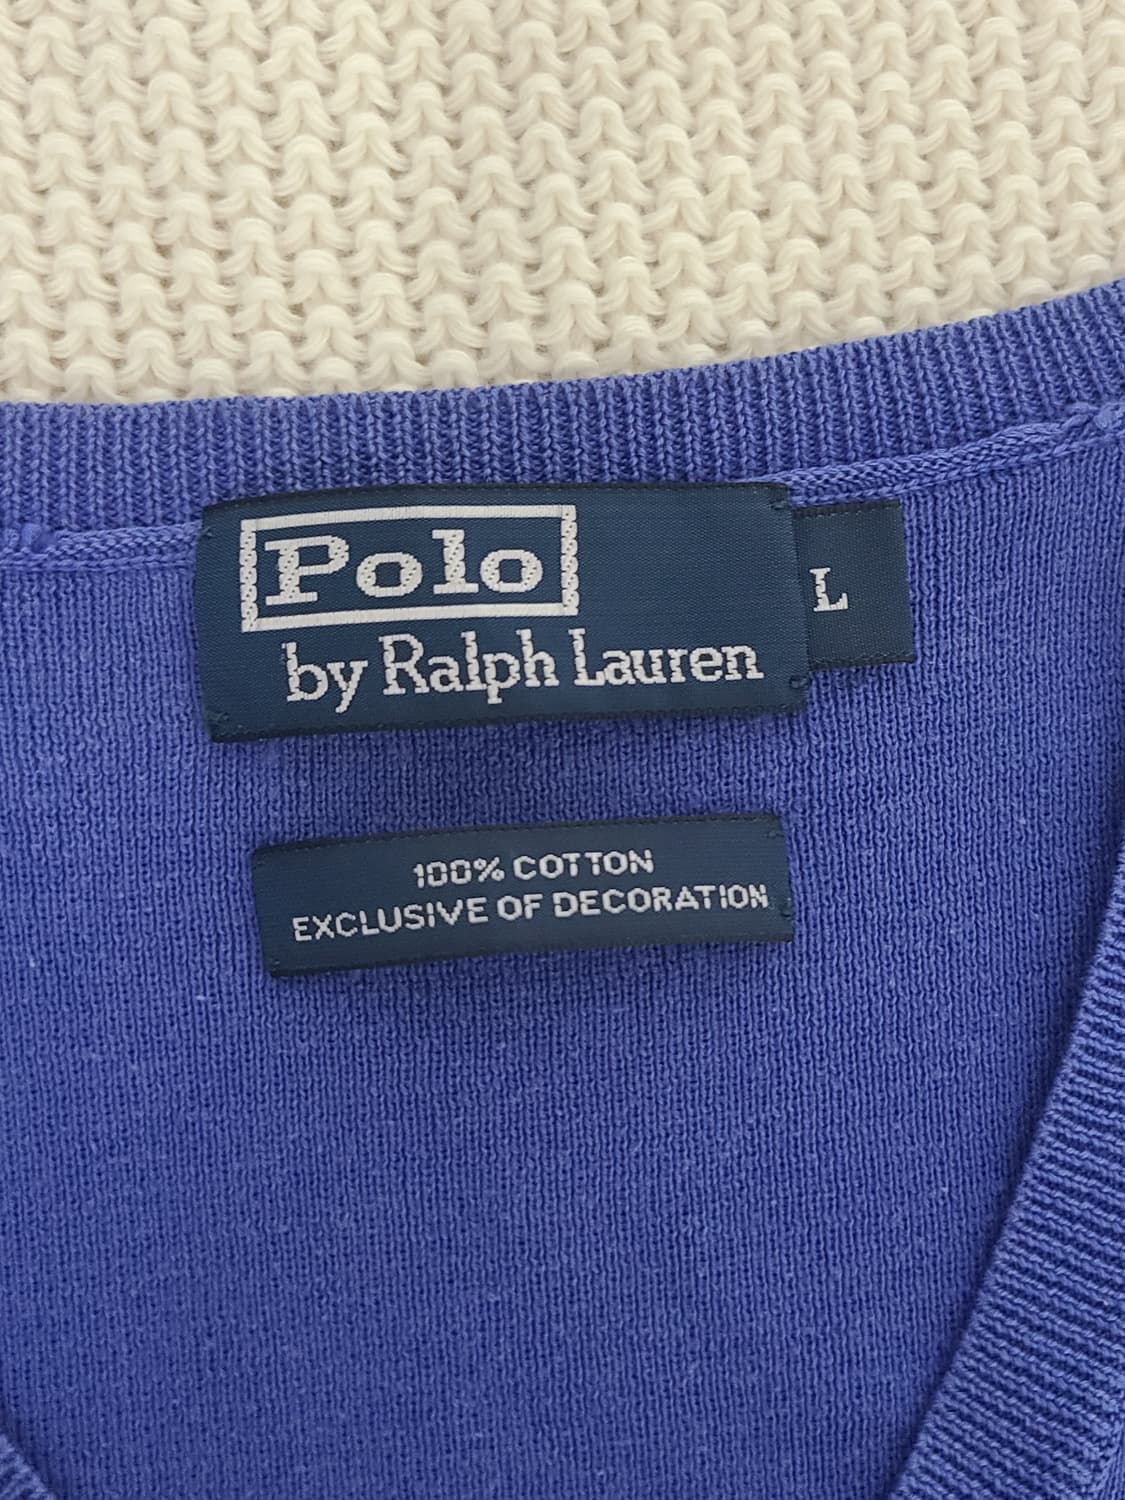 Polo
by Ralph Lauren
L
100% COTTON
EXCLUSIVE OF DECORATION